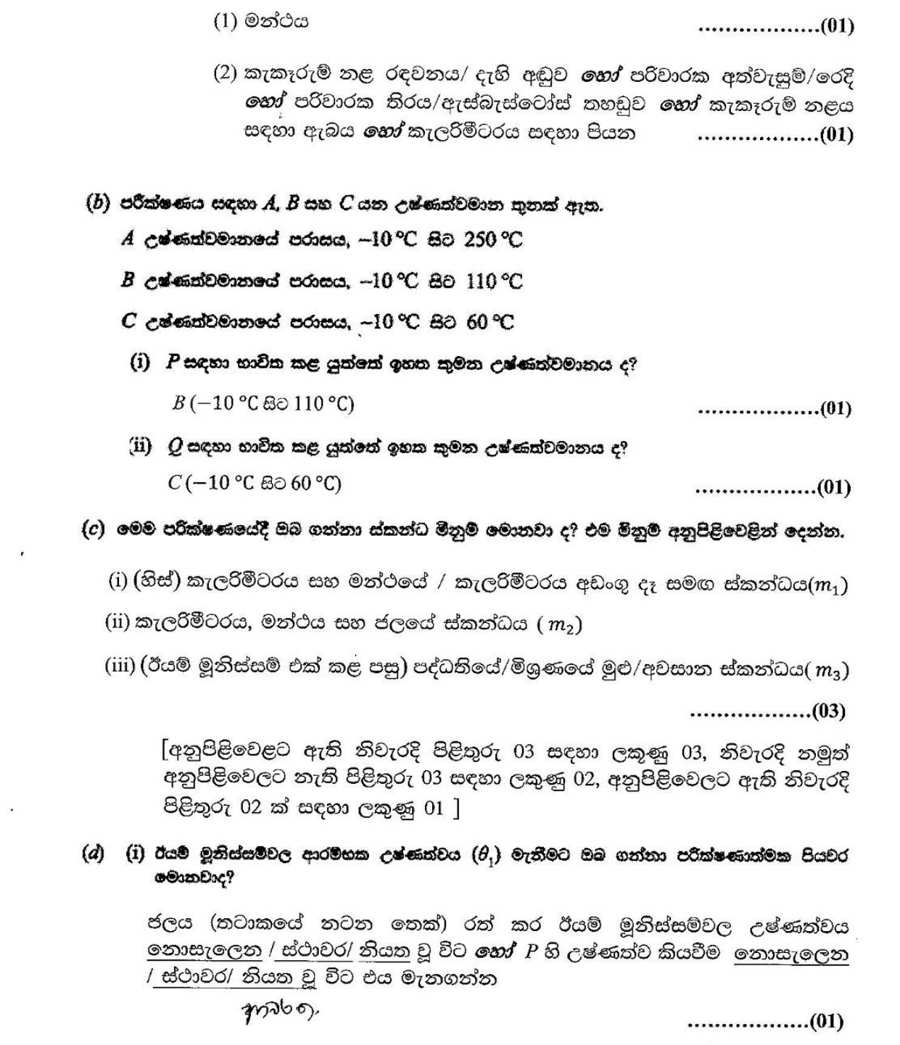 (1) මන්ථය ....................(01)
(2) කැකෑරුම් නළ රඳවනය/ දැහි අඬුව හෝ පරිවාරක අත්වැසුම්/රෙදි
හෝ පරිවාරක තිරය/ඇස්බැස්ටෝස් තහඩුව හෝ කැකෑරුම් නළය
සඳහා ඇබය හෝ කැලරිමීටරය සඳහා පියන ....................(01)
(b) පරීක්ෂණය සඳහා A, B සහ C යන උෂ්ණත්වමාන තුනක් ඇත.
A උෂ්ණත්වමානයේ පරාසය, −10 °C සිට 250 °C
B උෂ්ණත්වමානයේ පරාසය, −10 °C සිට 110 °C
C උෂ්ණත්වමානයේ පරාසය, −10 °C සිට 60 °C
(i) P සඳහා භාවිත කළ යුත්තේ ඉහත කුමන උෂ්ණත්වමානය ද?
B (−10 °C සිට 110 °C) ....................(01)
(ii) Q සඳහා භාවිත කළ යුත්තේ ඉහත කුමන උෂ්ණත්වමානය ද?
C (−10 °C සිට 60 °C) ....................(01)
(c) මෙම පරීක්ෂණයේදී ඔබ ගන්නා ස්කන්ධ මිනුම් මොනවා ද? එම මිනුම් අනුපිළිවෙළින් දෙන්න.
(i) (හිස්) කැලරිමීටරය සහ මන්ථයේ / කැලරිමීටරය අඩංගු දෑ සමඟ ස්කන්ධය(m₁)
(ii) කැලරිමීටරය, මන්ථය සහ ජලයේ ස්කන්ධය ( m₂)
(iii) (ඊයම් මූනිස්සම් එක් කළ පසු) පද්ධතියේ/මිශ්‍රණයේ මුළු/අවසාන ස්කන්ධය( m₃)
....................(03)
[අනුපිළිවෙළට ඇති නිවැරදි පිළිතුරු 03 සඳහා ලකුණු 03, නිවැරදි නමුත්
අනුපිළිවෙලට නැති පිළිතුරු 03 සඳහා ලකුණු 02, අනුපිළිවෙලට ඇති නිවැරදි
පිළිතුරු 02 ක් සඳහා ලකුණු 01 ]
(d) (i) ඊයම් මූනිස්සම්වල ආරම්භක උෂ්ණත්වය (θ₁) මැනීමට ඔබ ගන්නා පරීක්ෂණාත්මක පියවර
මොනවාද?
ජලය (තටාකයේ නටන තෙක්) රත් කර ඊයම් මූනිස්සම්වල උෂ්ණත්වය
නොසැලෙන / ස්ථාවර/ නියත වූ විට හෝ P හි උෂ්ණත්ව කියවීම නොසැලෙන
/ ස්ථාවර/ නියත වූ විට එය මැනගන්න
....................(01)